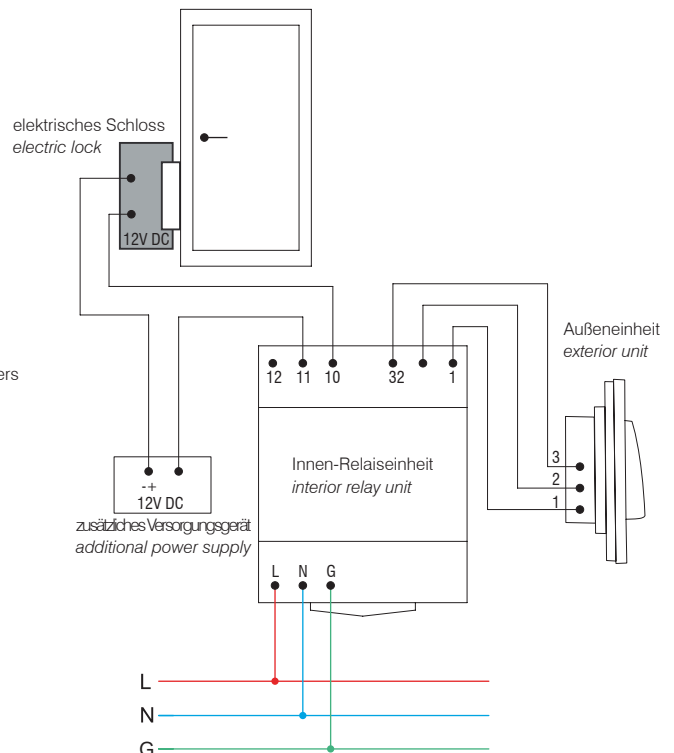 elektrisches Schloss
electric lock
12V DC
Außeneinheit
exterior unit
ers
12 11 10 32 1
Innen-Relaiseinheit
interior relay unit
3
2
1
-+
12V DC
zusätzliches Versorgungsgerät
additional power supply
L N G
L
N
G